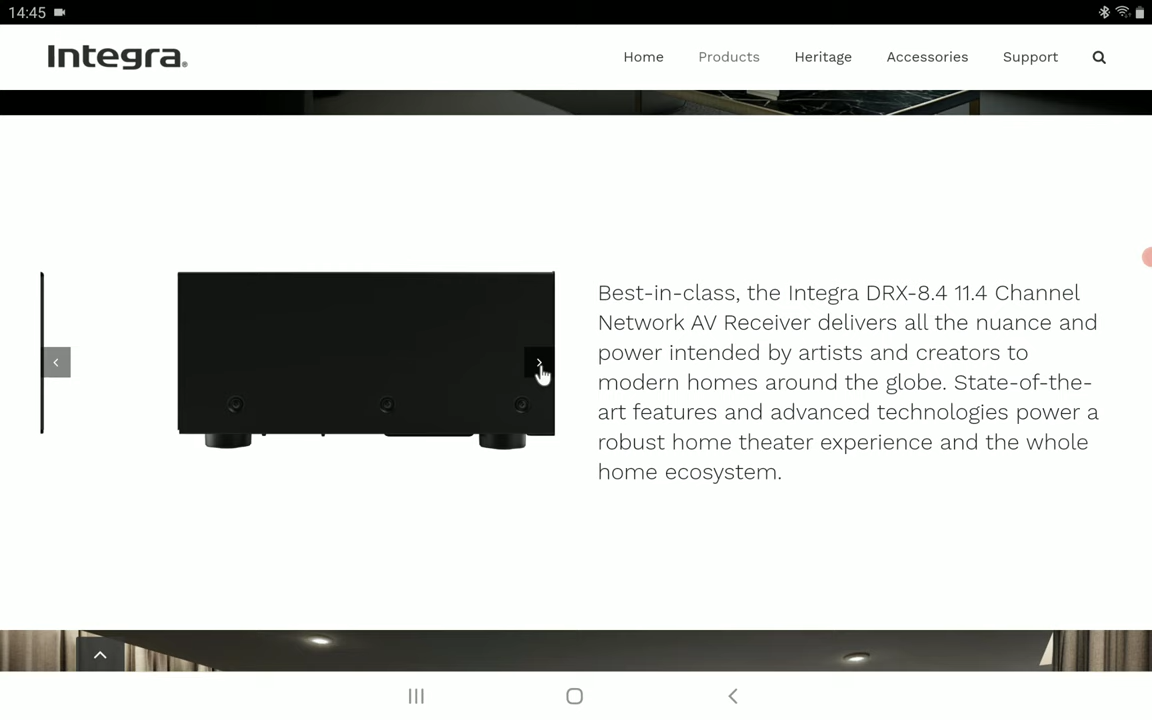 14:45
Integra®
Home
Products
Heritage
Accessories
Support
Best-in-class, the Integra DRX-8.4 11.4 Channel
Network AV Receiver delivers all the nuance and
power intended by artists and creators to
modern homes around the globe. State-of-the-
art features and advanced technologies power a
robust home theater experience and the whole
home ecosystem.